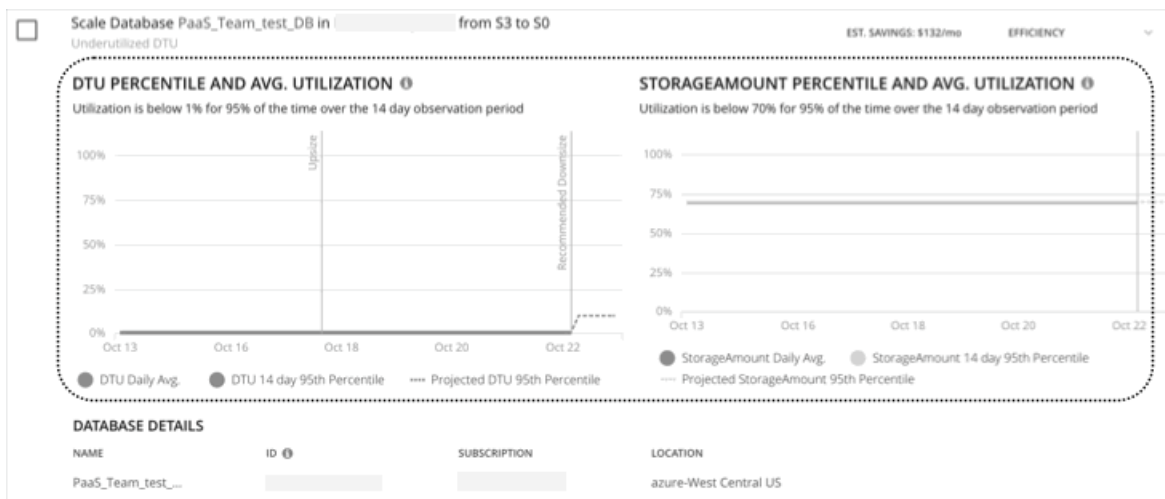 Scale Database PaaS_Team_test_DB in from S3 to S0
Underutilized DTU
EST. SAVINGS: $132/mo EFFICIENCY
DTU PERCENTILE AND AVG. UTILIZATION
Utilization is below 1% for 95% of the time over the 14 day observation period
100%
75%
50%
25%
0%
Upsize
Recommended Downsize
Oct 13 Oct 16 Oct 18 Oct 20 Oct 22
DTU Daily Avg. DTU 14 day 95th Percentile Projected DTU 95th Percentile
STORAGEAMOUNT PERCENTILE AND AVG. UTILIZATION
Utilization is below 70% for 95% of the time over the 14 day observation period
100%
75%
50%
25%
0%
Oct 13 Oct 16 Oct 18 Oct 20 Oct 22
StorageAmount Daily Avg. StorageAmount 14 day 95th Percentile
Projected StorageAmount 95th Percentile
DATABASE DETAILS
NAME ID SUBSCRIPTION LOCATION
PaaS_Team_test_... azure-West Central US